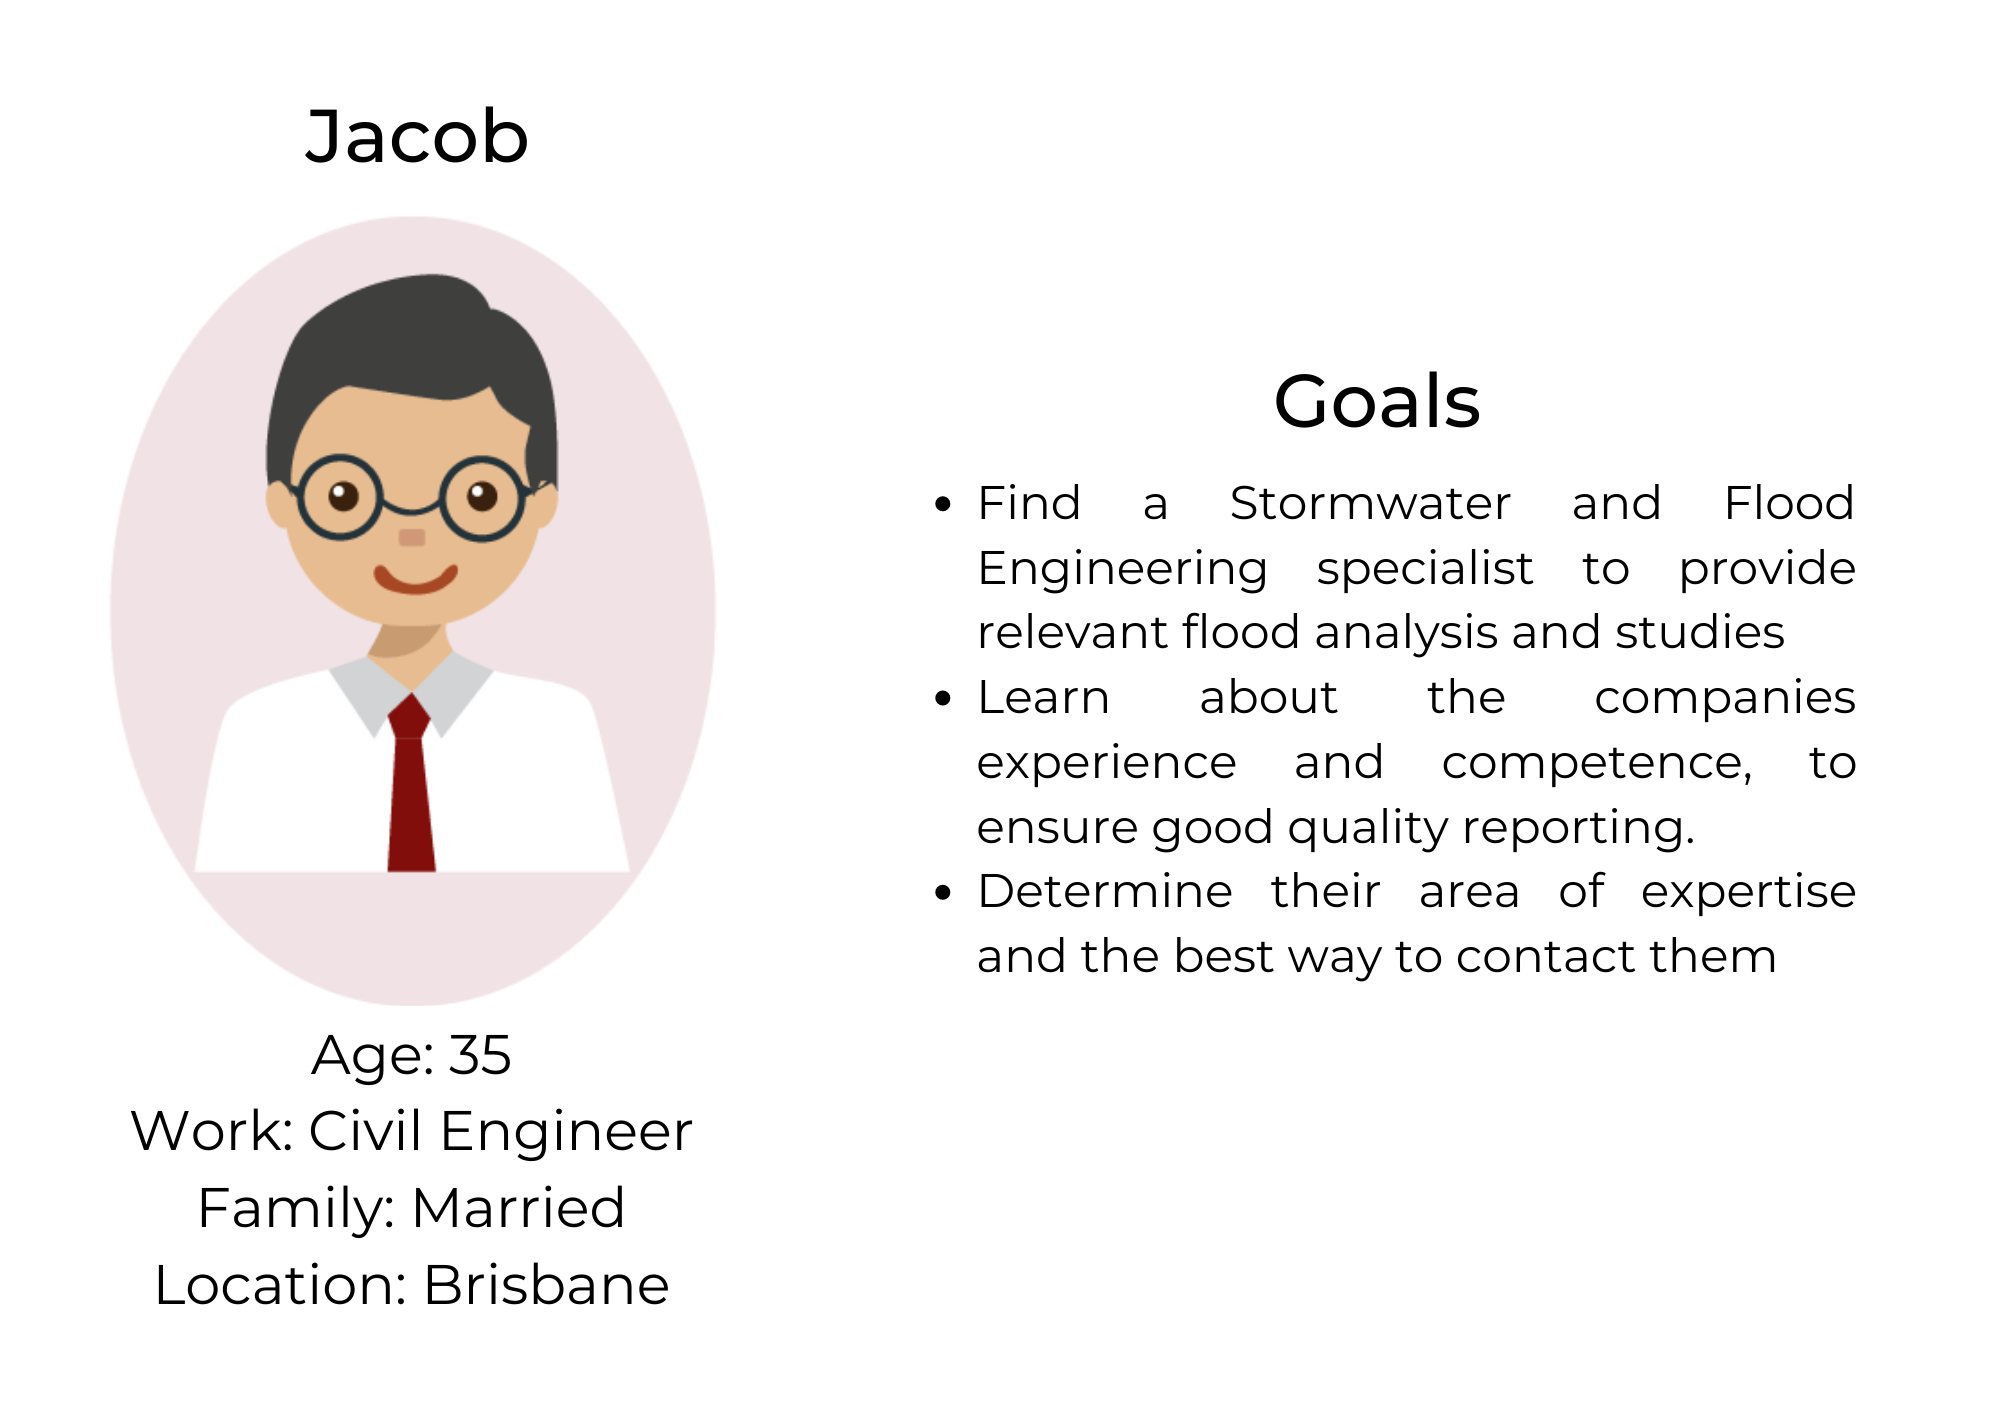 Jacob
Age: 35
Work: Civil Engineer
Family: Married
Location: Brisbane
Goals
• Find a Stormwater and Flood
Engineering specialist to provide
relevant flood analysis and studies
• Learn about the companies
experience and competence, to
ensure good quality reporting.
• Determine their area of expertise
and the best way to contact them